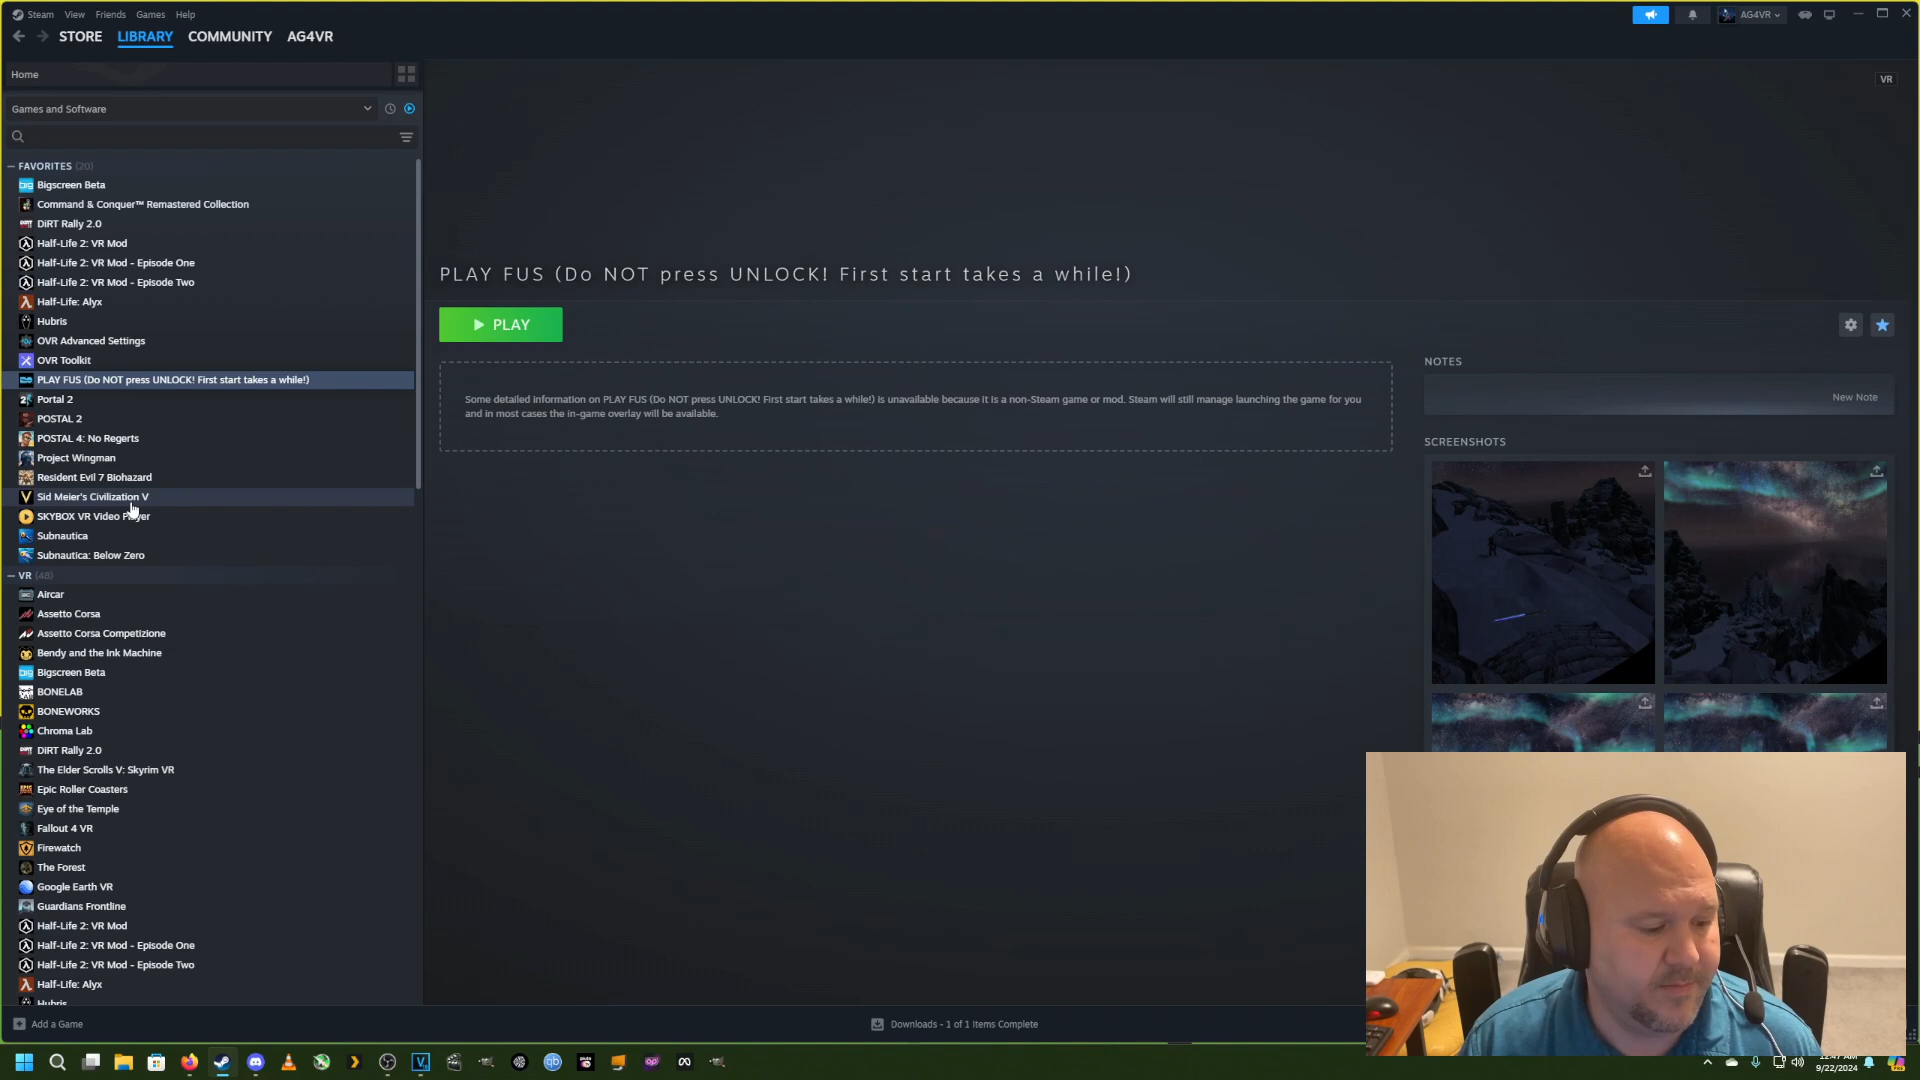 Steam View Friends Games Help
AG4VR
STORE LIBRARY COMMUNITY AG4VR
Home
VR
Games and Software
FAVORITES (20)
Bigscreen Beta
Command & Conquer™ Remastered Collection
DiRT Rally 2.0
Half-Life 2: VR Mod
Half-Life 2: VR Mod - Episode One
Half-Life 2: VR Mod - Episode Two
Half-Life: Alyx
Hubris
OVR Advanced Settings
OVR Toolkit
PLAY FUS (Do NOT press UNLOCK! First start takes a while!)
Portal 2
POSTAL 2
POSTAL 4: No Regerts
Project Wingman
Resident Evil 7 Biohazard
Sid Meier's Civilization V
SKYBOX VR Video Player
Subnautica
Subnautica: Below Zero
VR (48)
Aircar
Assetto Corsa
Assetto Corsa Competizione
Bendy and the Ink Machine
Bigscreen Beta
BONELAB
BONEWORKS
Chroma Lab
DiRT Rally 2.0
The Elder Scrolls V: Skyrim VR
Epic Roller Coasters
Eye of the Temple
Fallout 4 VR
Firewatch
The Forest
Google Earth VR
Guardians Frontline
Half-Life 2: VR Mod
Half-Life 2: VR Mod - Episode One
Half-Life 2: VR Mod - Episode Two
Half-Life: Alyx
Hubris
PLAY FUS (Do NOT press UNLOCK! First start takes a while!)
PLAY
Some detailed information on PLAY FUS (Do NOT press UNLOCK! First start takes a while!) is unavailable because it is a non-Steam game or mod. Steam will still manage launching the game for you
and in most cases the in-game overlay will be available.
NOTES
New Note
SCREENSHOTS
Add a Game
Downloads - 1 of 1 Items Complete
12:47 AM
9/22/2024